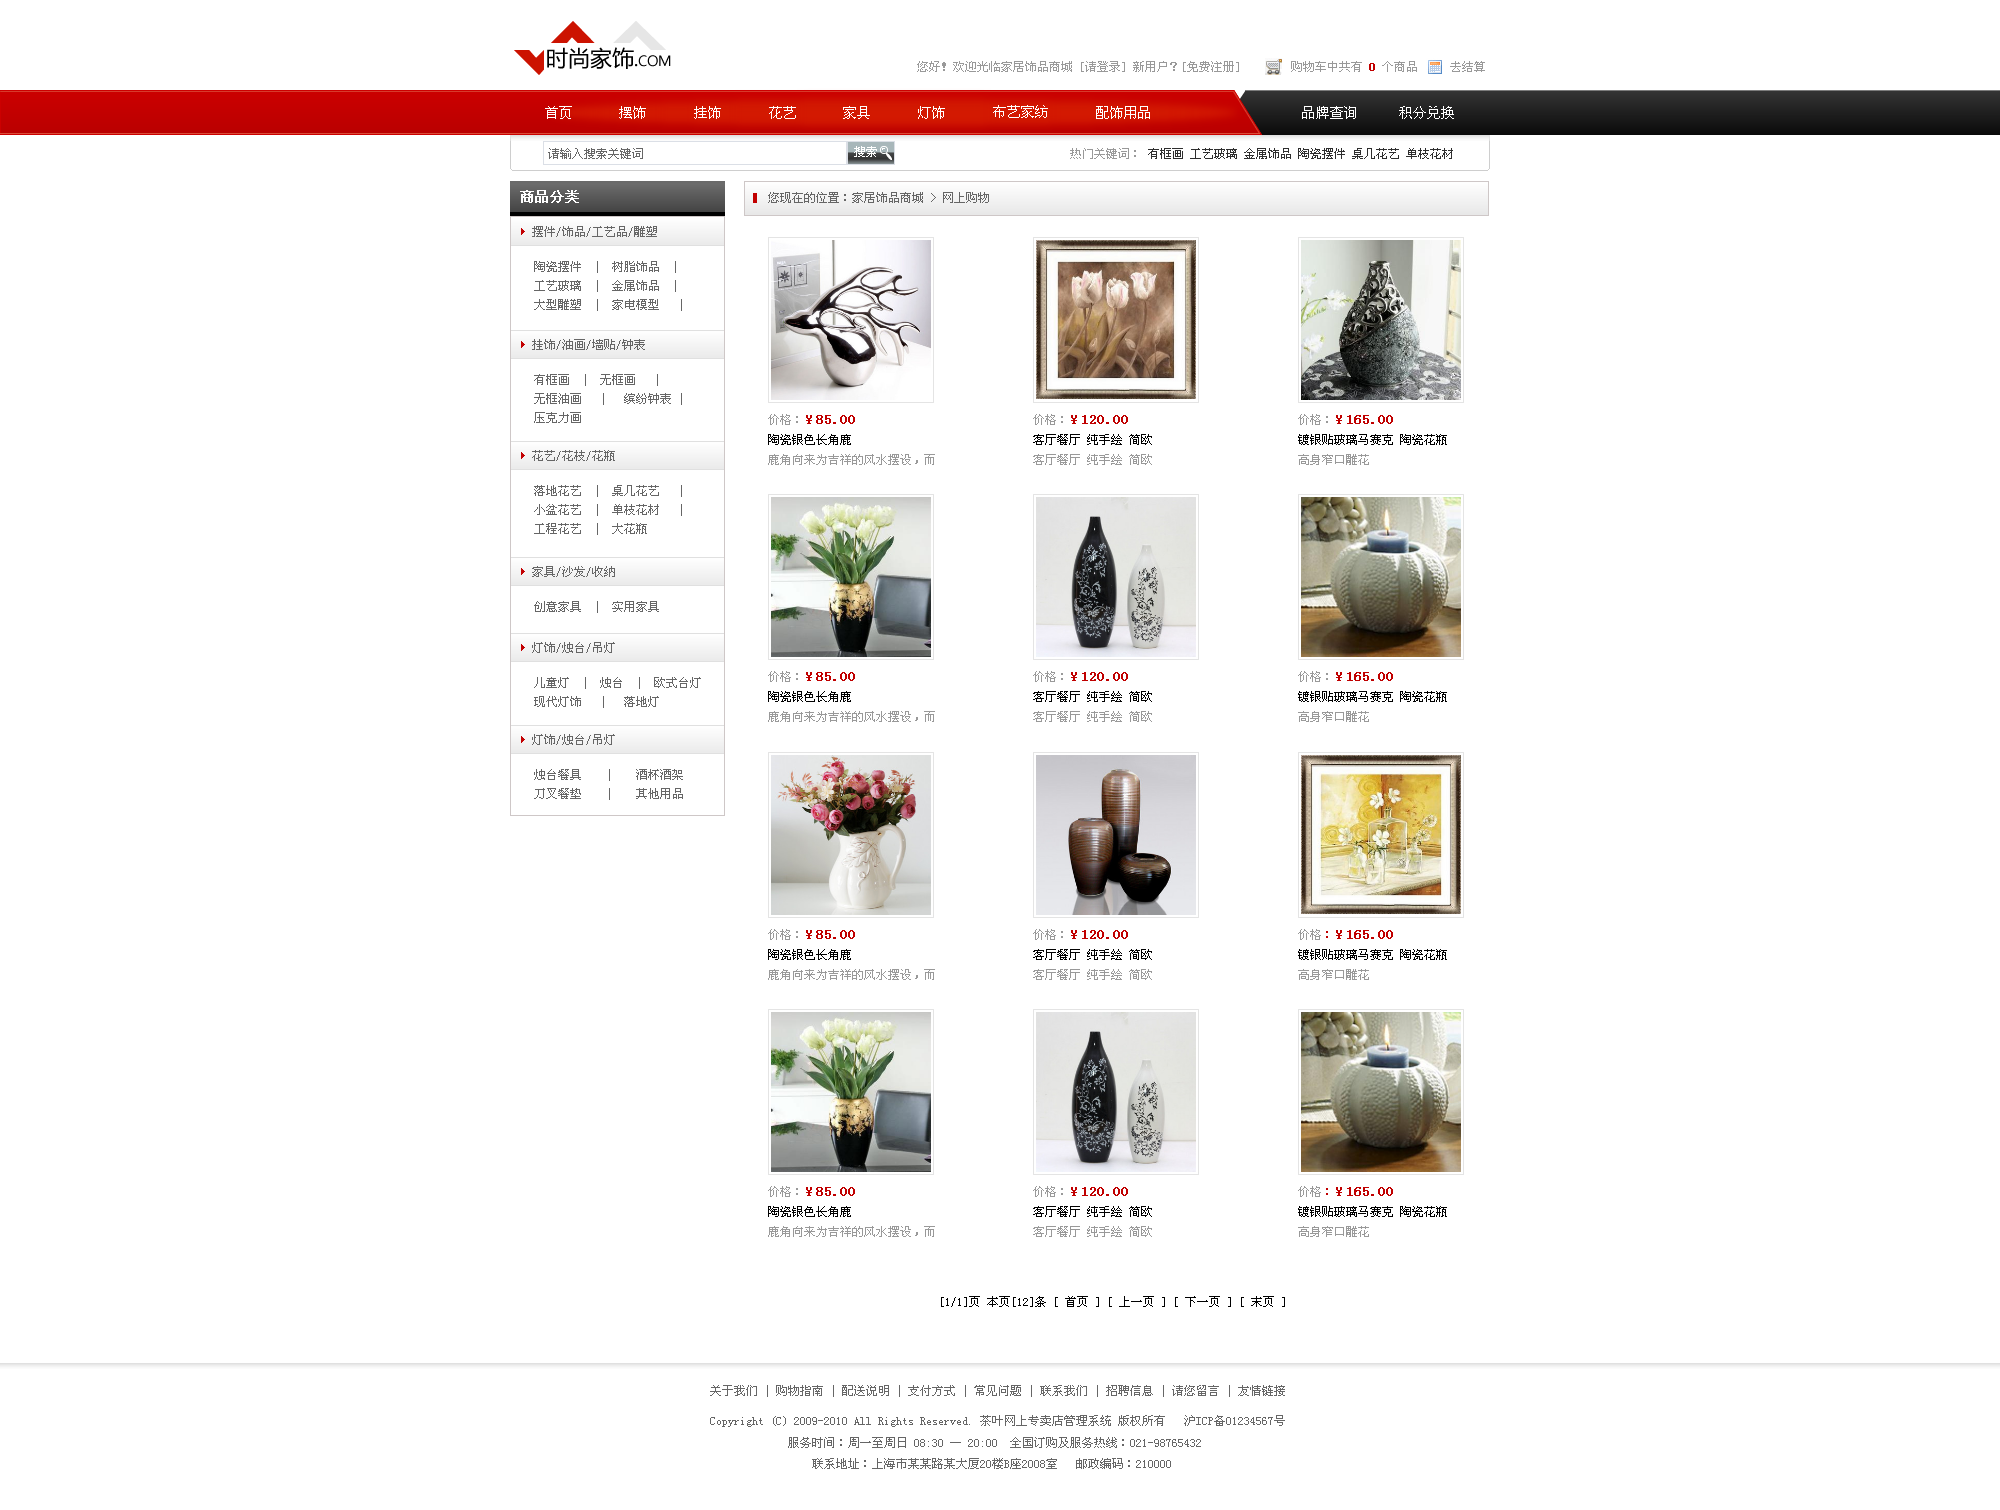 时尚家饰.COM
您好! 欢迎光临家居饰品商城 [请登录] 新用户?[免费注册] 购物车中共有 0 个商品 去结算
首页 摆饰 挂饰 花艺 家具 灯饰 布艺家纺 配饰用品 品牌查询 积分兑换
请输入搜索关键词 搜索 热门关键词： 有框画 工艺玻璃 金属饰品 陶瓷摆件 桌几花艺 单枝花材
商品分类
摆件/饰品/工艺品/雕塑
陶瓷摆件 | 树脂饰品 |
工艺玻璃 | 金属饰品 |
大型雕塑 | 家电模型 |
挂饰/油画/墙贴/钟表
有框画 | 无框画 |
无框油画 | 缤纷钟表 |
压克力画
花艺/花枝/花瓶
落地花艺 | 桌几花艺 |
小盆花艺 | 单枝花材 |
工程花艺 | 大花瓶
家具/沙发/收纳
创意家具 | 实用家具
灯饰/烛台/吊灯
儿童灯 | 烛台 | 欧式台灯
现代灯饰 | 落地灯
灯饰/烛台/吊灯
烛台餐具 | 酒杯酒架
刀叉餐垫 | 其他用品
您现在的位置：家居饰品商城 > 网上购物
价格：¥85.00 价格：¥120.00 价格：¥165.00
陶瓷银色长角鹿 客厅餐厅 纯手绘 简欧 镀银贴玻璃马赛克 陶瓷花瓶
鹿角向来为吉祥的风水摆设，而 客厅餐厅 纯手绘 简欧 高身窄口雕花
价格：¥85.00 价格：¥120.00 价格：¥165.00
陶瓷银色长角鹿 客厅餐厅 纯手绘 简欧 镀银贴玻璃马赛克 陶瓷花瓶
鹿角向来为吉祥的风水摆设，而 客厅餐厅 纯手绘 简欧 高身窄口雕花
价格：¥85.00 价格：¥120.00 价格：¥165.00
陶瓷银色长角鹿 客厅餐厅 纯手绘 简欧 镀银贴玻璃马赛克 陶瓷花瓶
鹿角向来为吉祥的风水摆设，而 客厅餐厅 纯手绘 简欧 高身窄口雕花
价格：¥85.00 价格：¥120.00 价格：¥165.00
陶瓷银色长角鹿 客厅餐厅 纯手绘 简欧 镀银贴玻璃马赛克 陶瓷花瓶
鹿角向来为吉祥的风水摆设，而 客厅餐厅 纯手绘 简欧 高身窄口雕花
[1/1]页 本页[12]条 [ 首页 ] [ 上一页 ] [ 下一页 ] [ 末页 ]
关于我们 | 购物指南 | 配送说明 | 支付方式 | 常见问题 | 联系我们 | 招聘信息 | 请您留言 | 友情链接
Copyright (C) 2009-2010 All Rights Reserved. 茶叶网上专卖店管理系统 版权所有 沪ICP备01234567号
服务时间：周一至周日 08:30 — 20:00 全国订购及服务热线：021-98765432
联系地址：上海市某某路某大厦20楼B座2008室 邮政编码：210000